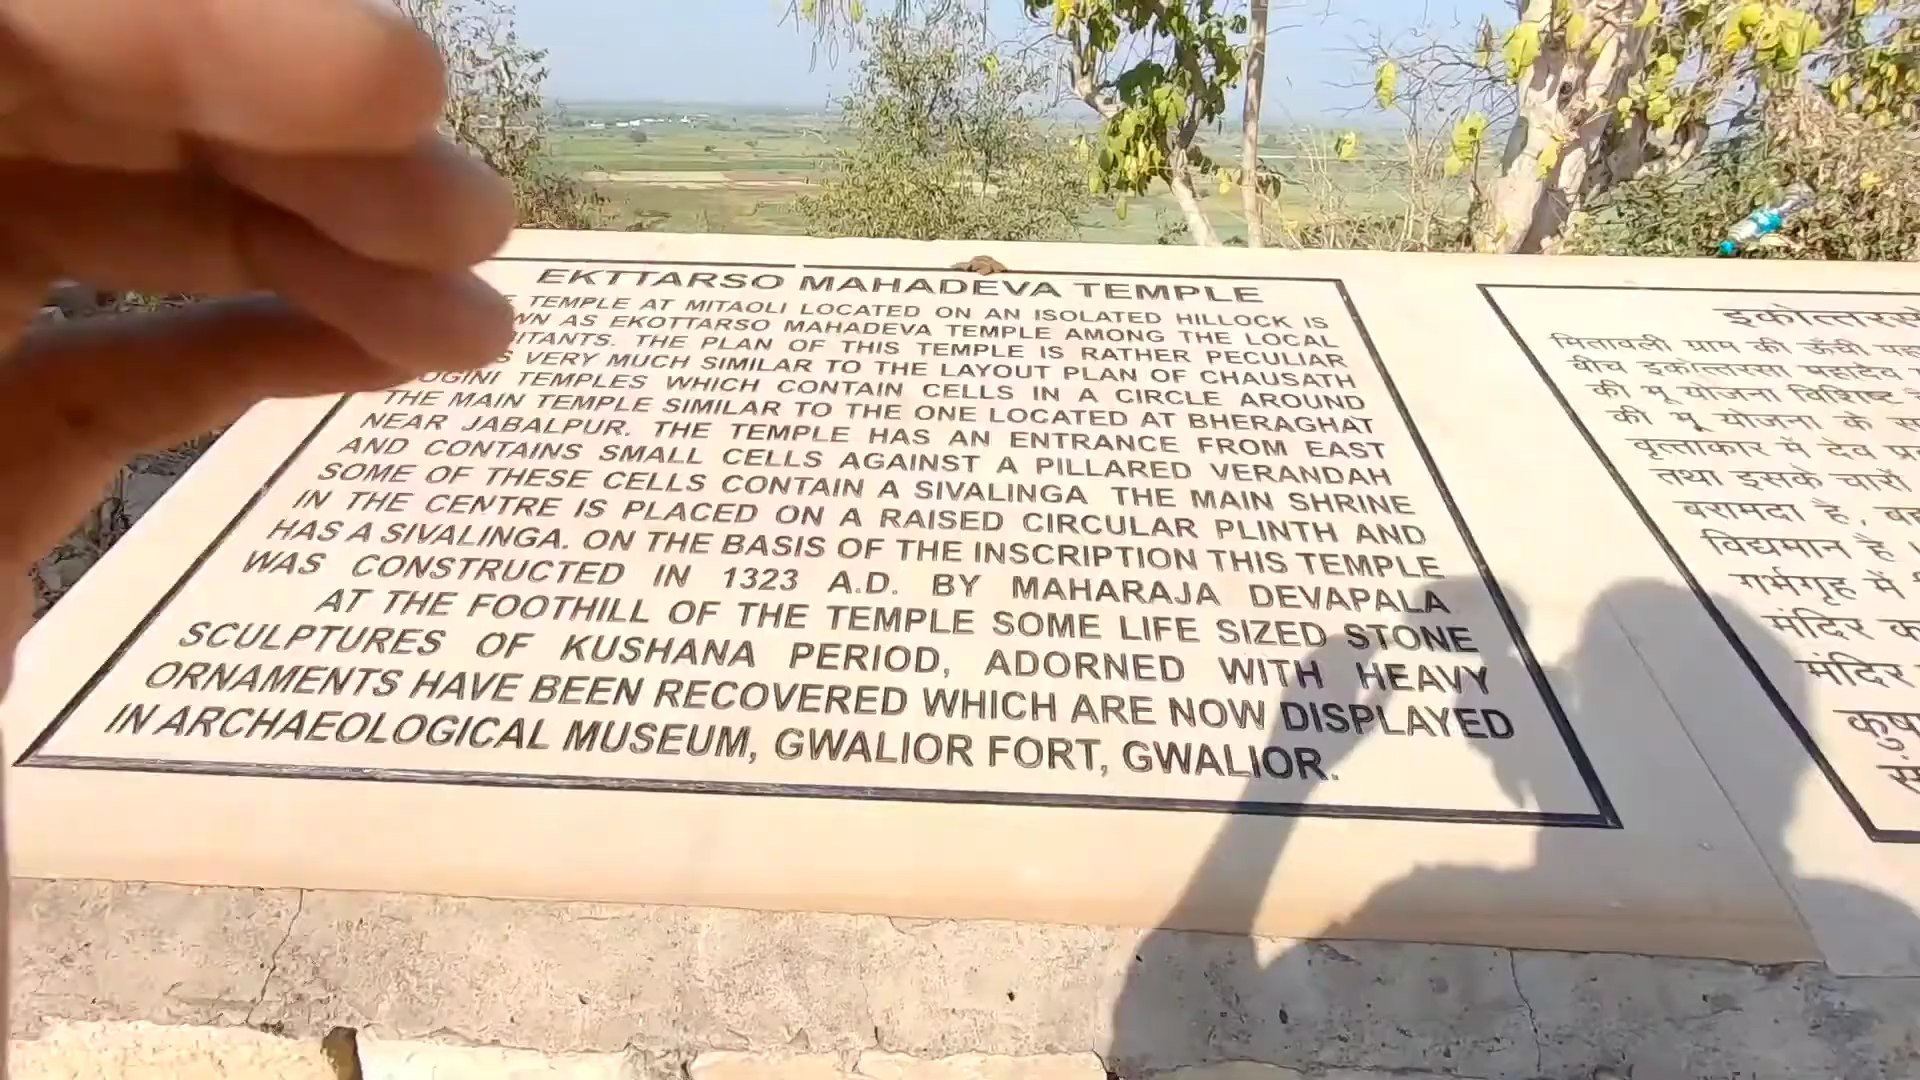 EKTTARSO MAHADEVA TEMPLE
TEMPLE AT MITAOLI LOCATED ON AN ISOLATED HILLOCK IS
AS EKOTTARSO MAHADEVA TEMPLE AMONG THE LOCAL
THE PLAN OF THIS TEMPLE IS RATHER PECULIAR
VERY MUCH SIMILAR TO THE LAYOUT PLAN OF CHAUSATH
TEMPLES WHICH CONTAIN CELLS IN A CIRCLE AROUND
THE MAIN TEMPLE SIMILAR TO THE ONE LOCATED AT BHERAGHAT
NEAR JABALPUR. THE TEMPLE HAS AN ENTRANCE FROM EAST
AND CONTAINS SMALL CELLS AGAINST A PILLARED VERANDAH
SOME OF THESE CELLS CONTAIN A SIVALINGA THE MAIN SHRINE
IN THE CENTRE IS PLACED ON A RAISED CIRCULAR PLINTH AND
HAS A SIVALINGA. ON THE BASIS OF THE INSCRIPTION THIS TEMPLE
WAS CONSTRUCTED IN 1323 A.D. BY MAHARAJA DEVAPALA
AT THE FOOTHILL OF THE TEMPLE SOME LIFE SIZED STONE
SCULPTURES OF KUSHANA PERIOD, ADORNED WITH HEAVY
ORNAMENTS HAVE BEEN RECOVERED WHICH ARE NOW DISPLAYED
IN ARCHAEOLOGICAL MUSEUM, GWALIOR FORT, GWALIOR.
मितावली ग्राम की ऊँची
बीच इकोत्तरसा महादेव
की भू योजना विशिष्ट
की भू योजना के
वृत्ताकार में देव
तथा इसके चारों
बरामदा है,
विद्यमान है
गर्भगृह में
मंदिर
मंदिर